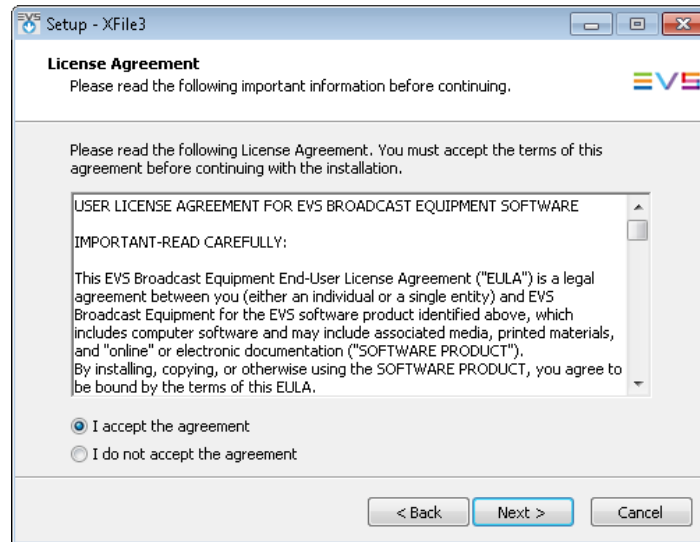 EVS Setup - XFile3
License Agreement
Please read the following important information before continuing.
EVS
Please read the following License Agreement. You must accept the terms of this
agreement before continuing with the installation.
USER LICENSE AGREEMENT FOR EVS BROADCAST EQUIPMENT SOFTWARE
IMPORTANT-READ CAREFULLY:
This EVS Broadcast Equipment End-User License Agreement ("EULA") is a legal
agreement between you (either an individual or a single entity) and EVS
Broadcast Equipment for the EVS software product identified above, which
includes computer software and may include associated media, printed materials,
and "online" or electronic documentation ("SOFTWARE PRODUCT").
By installing, copying, or otherwise using the SOFTWARE PRODUCT, you agree to
be bound by the terms of this EULA.
I accept the agreement
I do not accept the agreement
< Back Next > Cancel